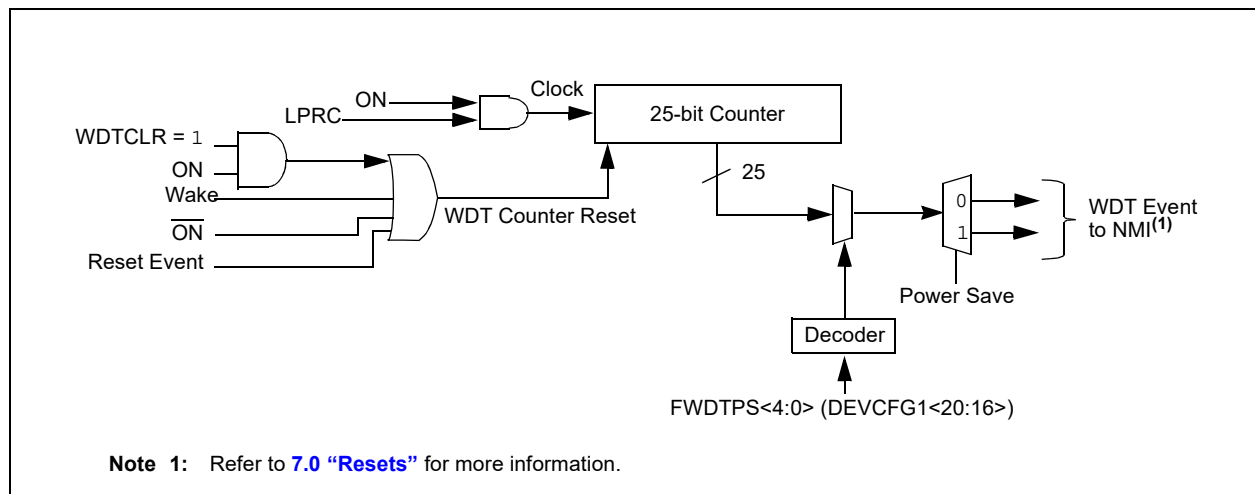 ON
LPRC
Clock
25-bit Counter
WDTCLR = 1
ON
Wake
O̅N̅
Reset Event
WDT Counter Reset
25
0
1
WDT Event
to NMI(1)
Power Save
Decoder
FWDTPS<4:0> (DEVCFG1<20:16>)
Note 1: Refer to 7.0 “Resets” for more information.